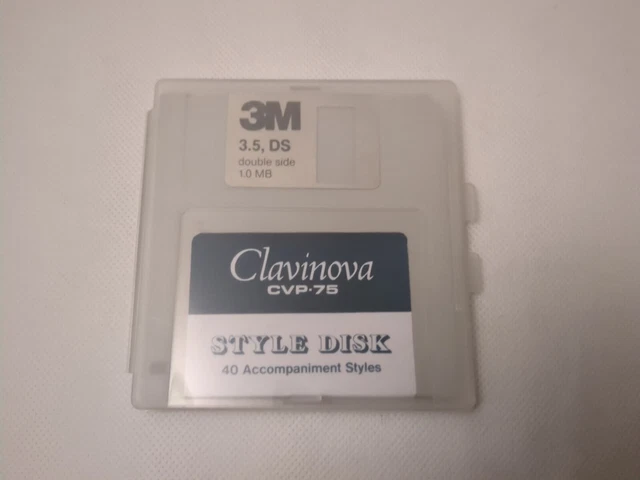 3M
3.5, DS
double side
1.0 MB
Clavinova
CVP·75
STYLE DISK
40 Accompaniment Styles